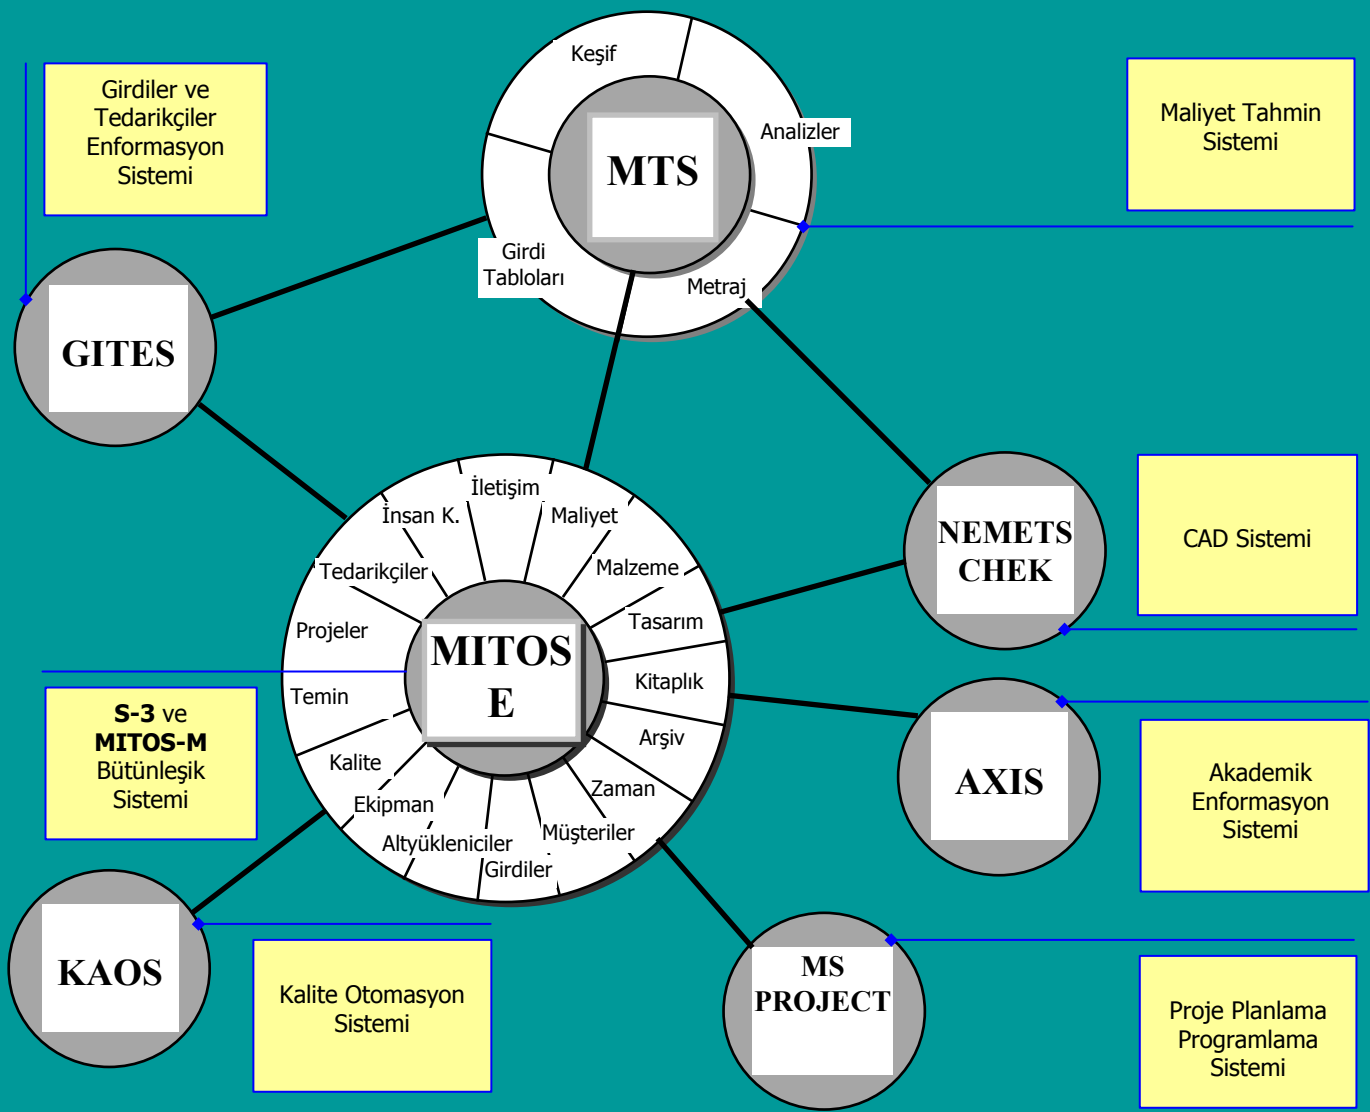 Keşif
Analizler
MTS
Girdi
Tabloları
Metraj
Girdiler ve
Tedarikçiler
Enformasyon
Sistemi
Maliyet Tahmin
Sistemi
GITES
İletişim
İnsan K.
Maliyet
Tedarikçiler
Malzeme
Projeler
Tasarım
MITOS
E
Temin
Kitaplık
Kalite
Arşiv
Ekipman
Zaman
Altyükleniciler
Müşteriler
Girdiler
NEMETS
CHEK
CAD Sistemi
S-3 ve
MITOS-M
Bütünleşik
Sistemi
AXIS
Akademik
Enformasyon
Sistemi
KAOS
Kalite Otomasyon
Sistemi
MS
PROJECT
Proje Planlama
Programlama
Sistemi